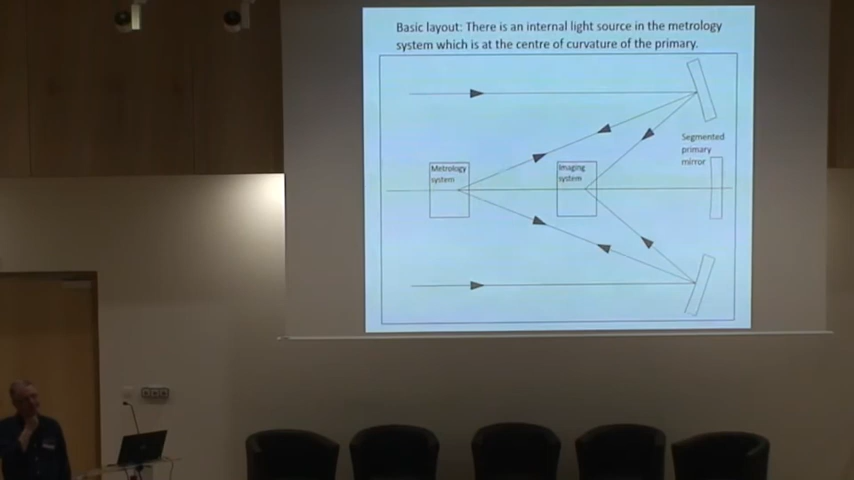 Basic layout: There is an internal light source in the metrology
system which is at the centre of curvature of the primary.
Segmented
primary
mirror
Metrology
system
Imaging
system